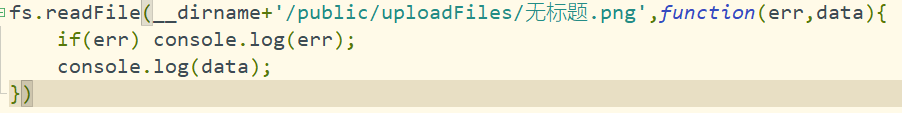 fs.readFile(__dirname+'/public/uploadFiles/无标题.png',function(err,data){
    if(err) console.log(err);
    console.log(data);
})